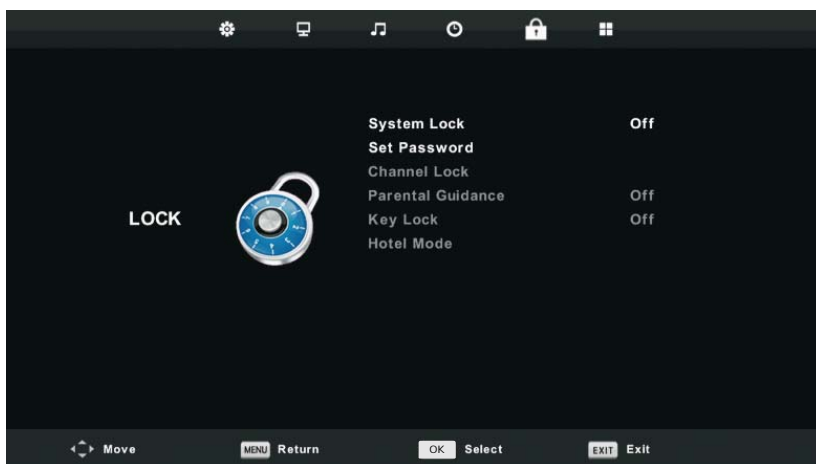 System Lock Off
Set Password
Channel Lock
Parental Guidance Off
LOCK
Key Lock Off
Hotel Mode
Move MENU Return OK Select EXIT Exit